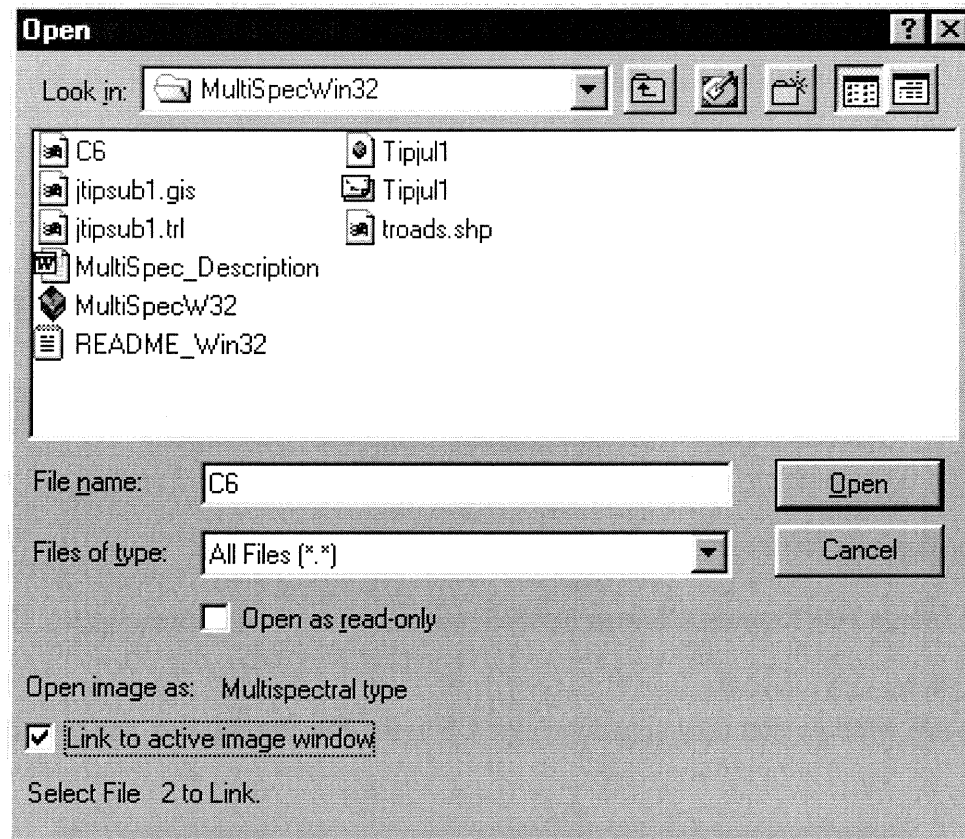 Open
Look in: MultiSpecWin32
C6
jtipsub1.gis
jtipsub1.trl
MultiSpec_Description
MultiSpecW32
README_Win32
Tipjul1
Tipjul1
troads.shp
File name: C6 Open
Files of type: All Files (*.*) Cancel
Open as read-only
Open image as: Multispectral type
Link to active image window
Select File 2 to Link.